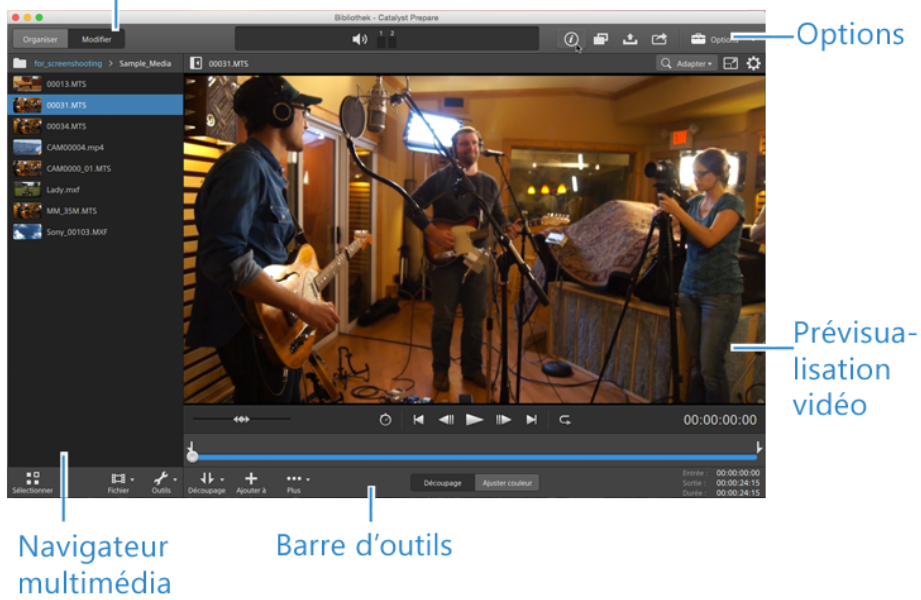 Bibliothek - Catalyst Prepare
Organiser
Modifier
1 2
Options
Options
for_screenshooting > Sample_Media
00031.MTS
Adapter
00013.MTS
00031.MTS
00034.MTS
CAM00004.mp4
CAM0000_01.MTS
Lady.mxf
MM_35M.MTS
Sony_00103.MXF
EXIT
Prévisua-
lisation
vidéo
00:00:00:00
Sélectionner
Fichier
Outils
Découpage
Ajouter à
Plus
Découpage
Ajuster couleur
Entrée : 00:00:00:00
Sortie : 00:00:24:15
Durée : 00:00:24:15
Navigateur
multimédia
Barre d’outils